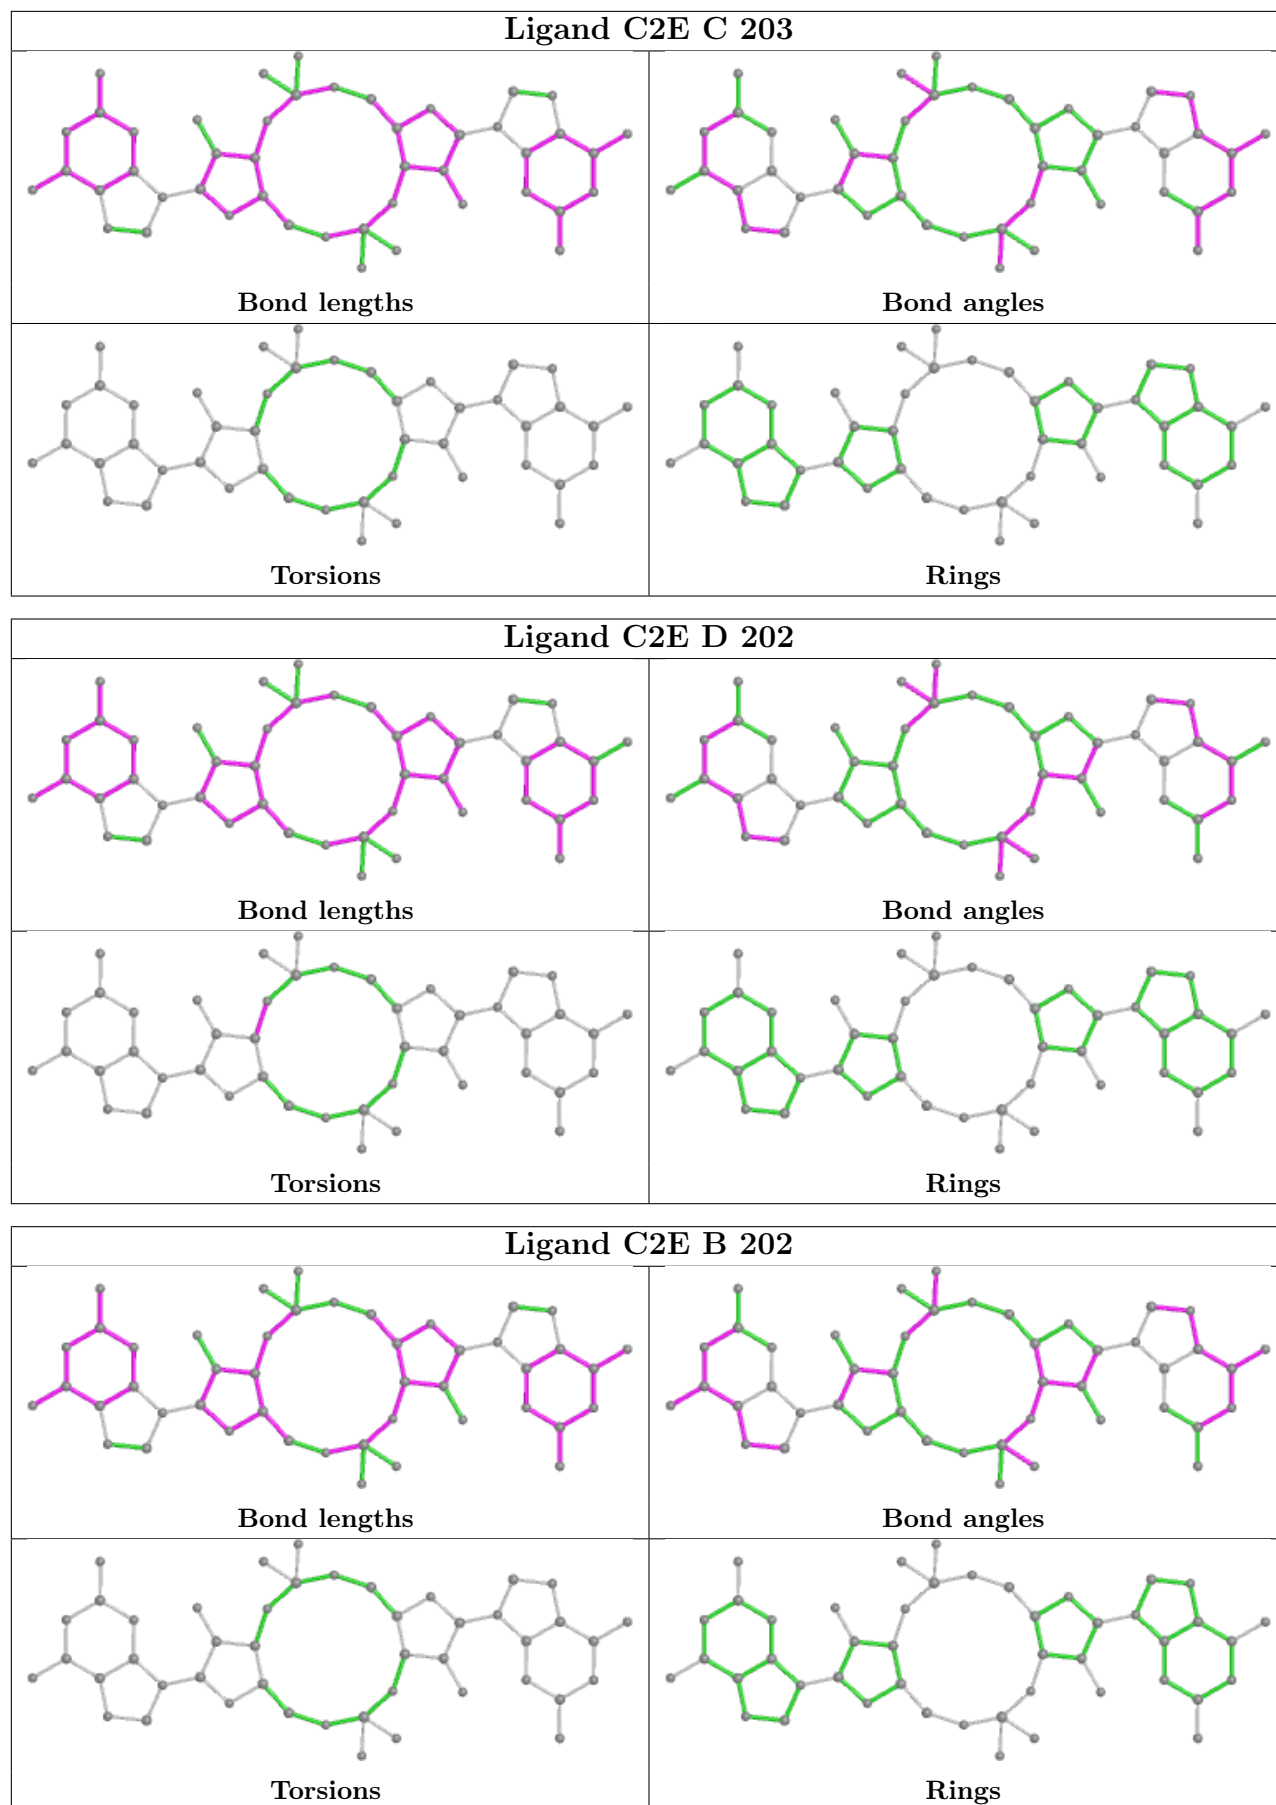 Ligand C2E C 203
Bond lengths
Bond angles
Torsions
Rings
Ligand C2E D 202
Bond lengths
Bond angles
Torsions
Rings
Ligand C2E B 202
Bond lengths
Bond angles
Torsions
Rings